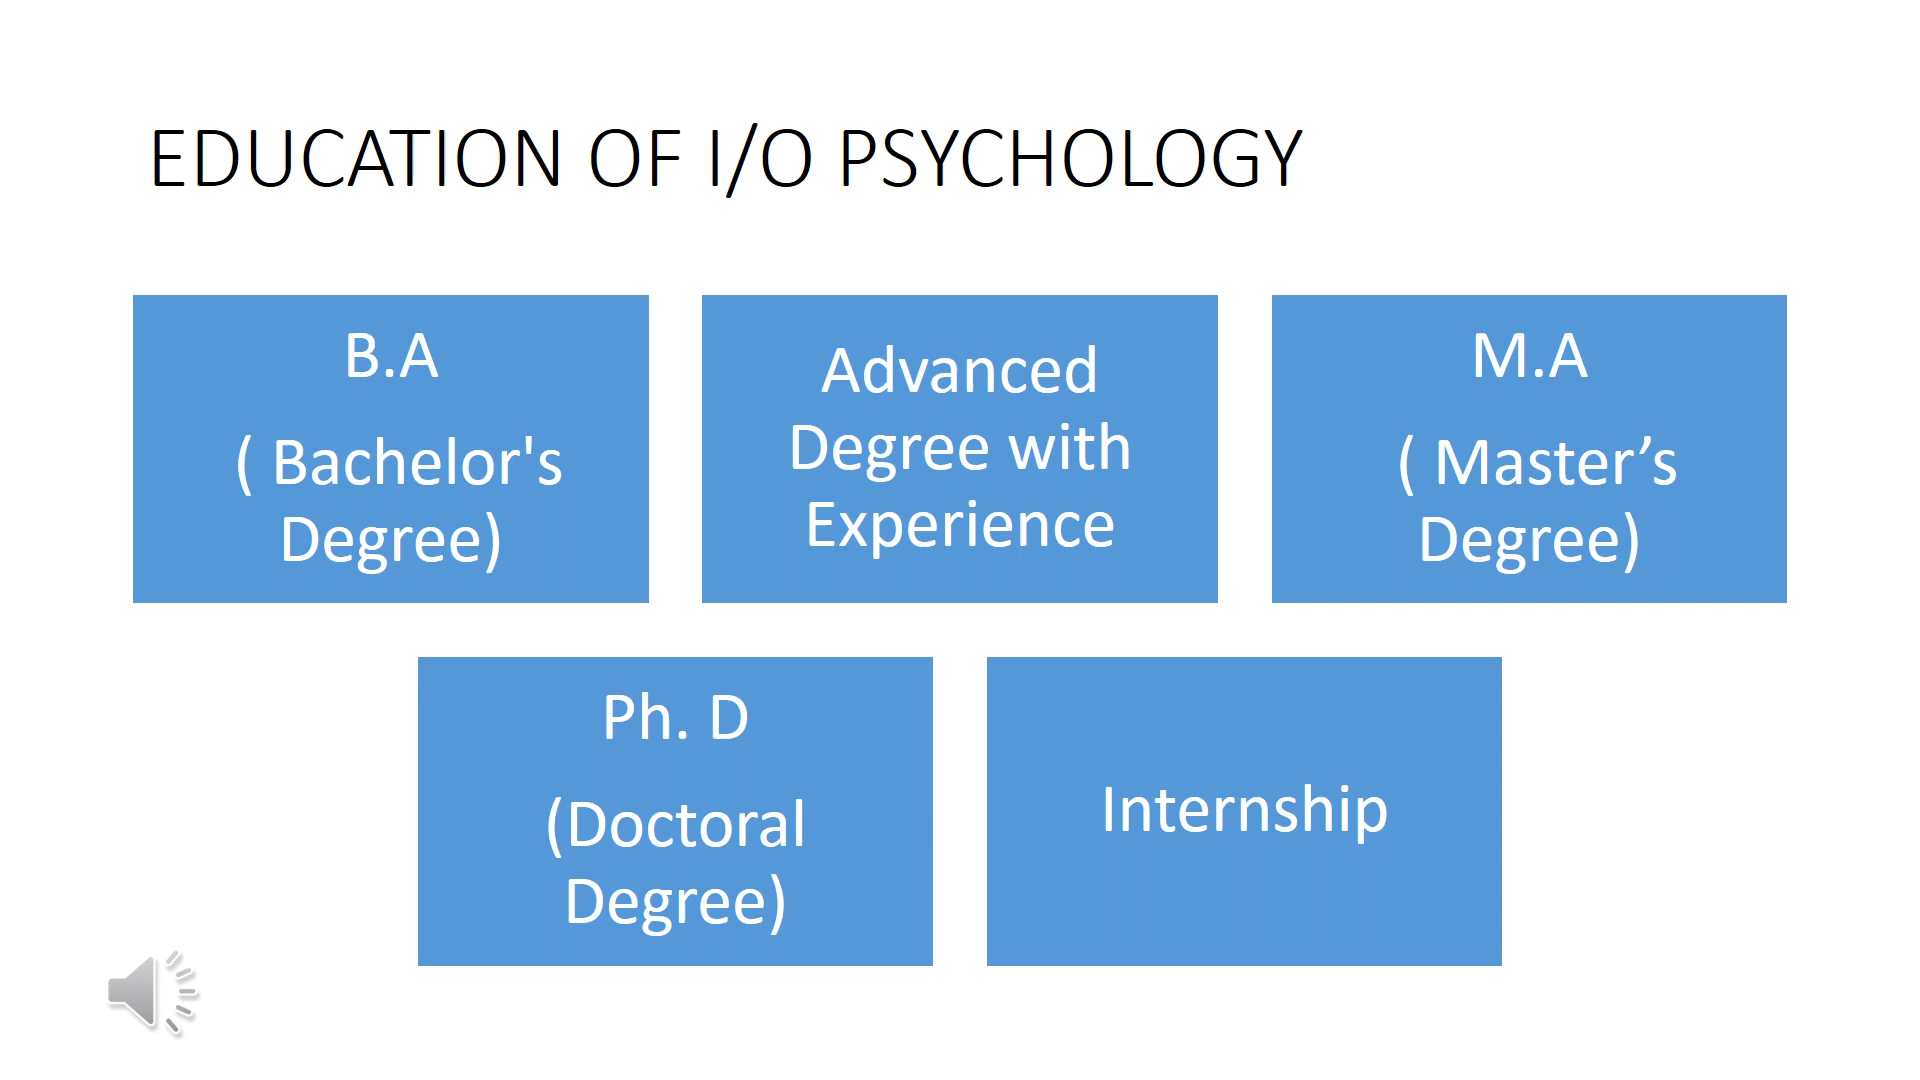 EDUCATION OF I/O PSYCHOLOGY
B.A
( Bachelor's
Degree)
Advanced
Degree with
Experience
M.A
( Master’s
Degree)
Ph. D
(Doctoral
Degree)
Internship